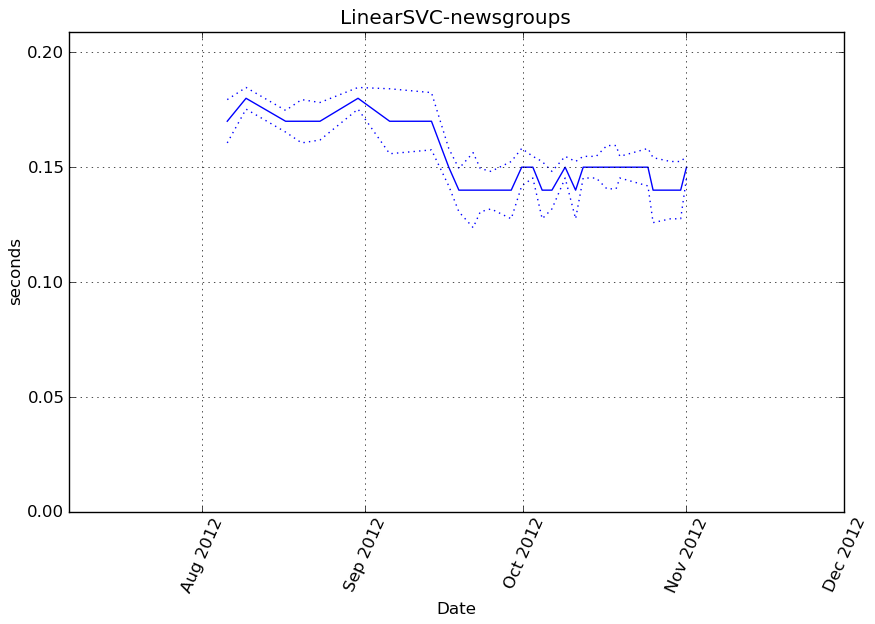 LinearSVC-newsgroups
0.20
0.15
0.10
0.05
0.00
seconds
Aug 2012
Sep 2012
Oct 2012
Nov 2012
Dec 2012
Date